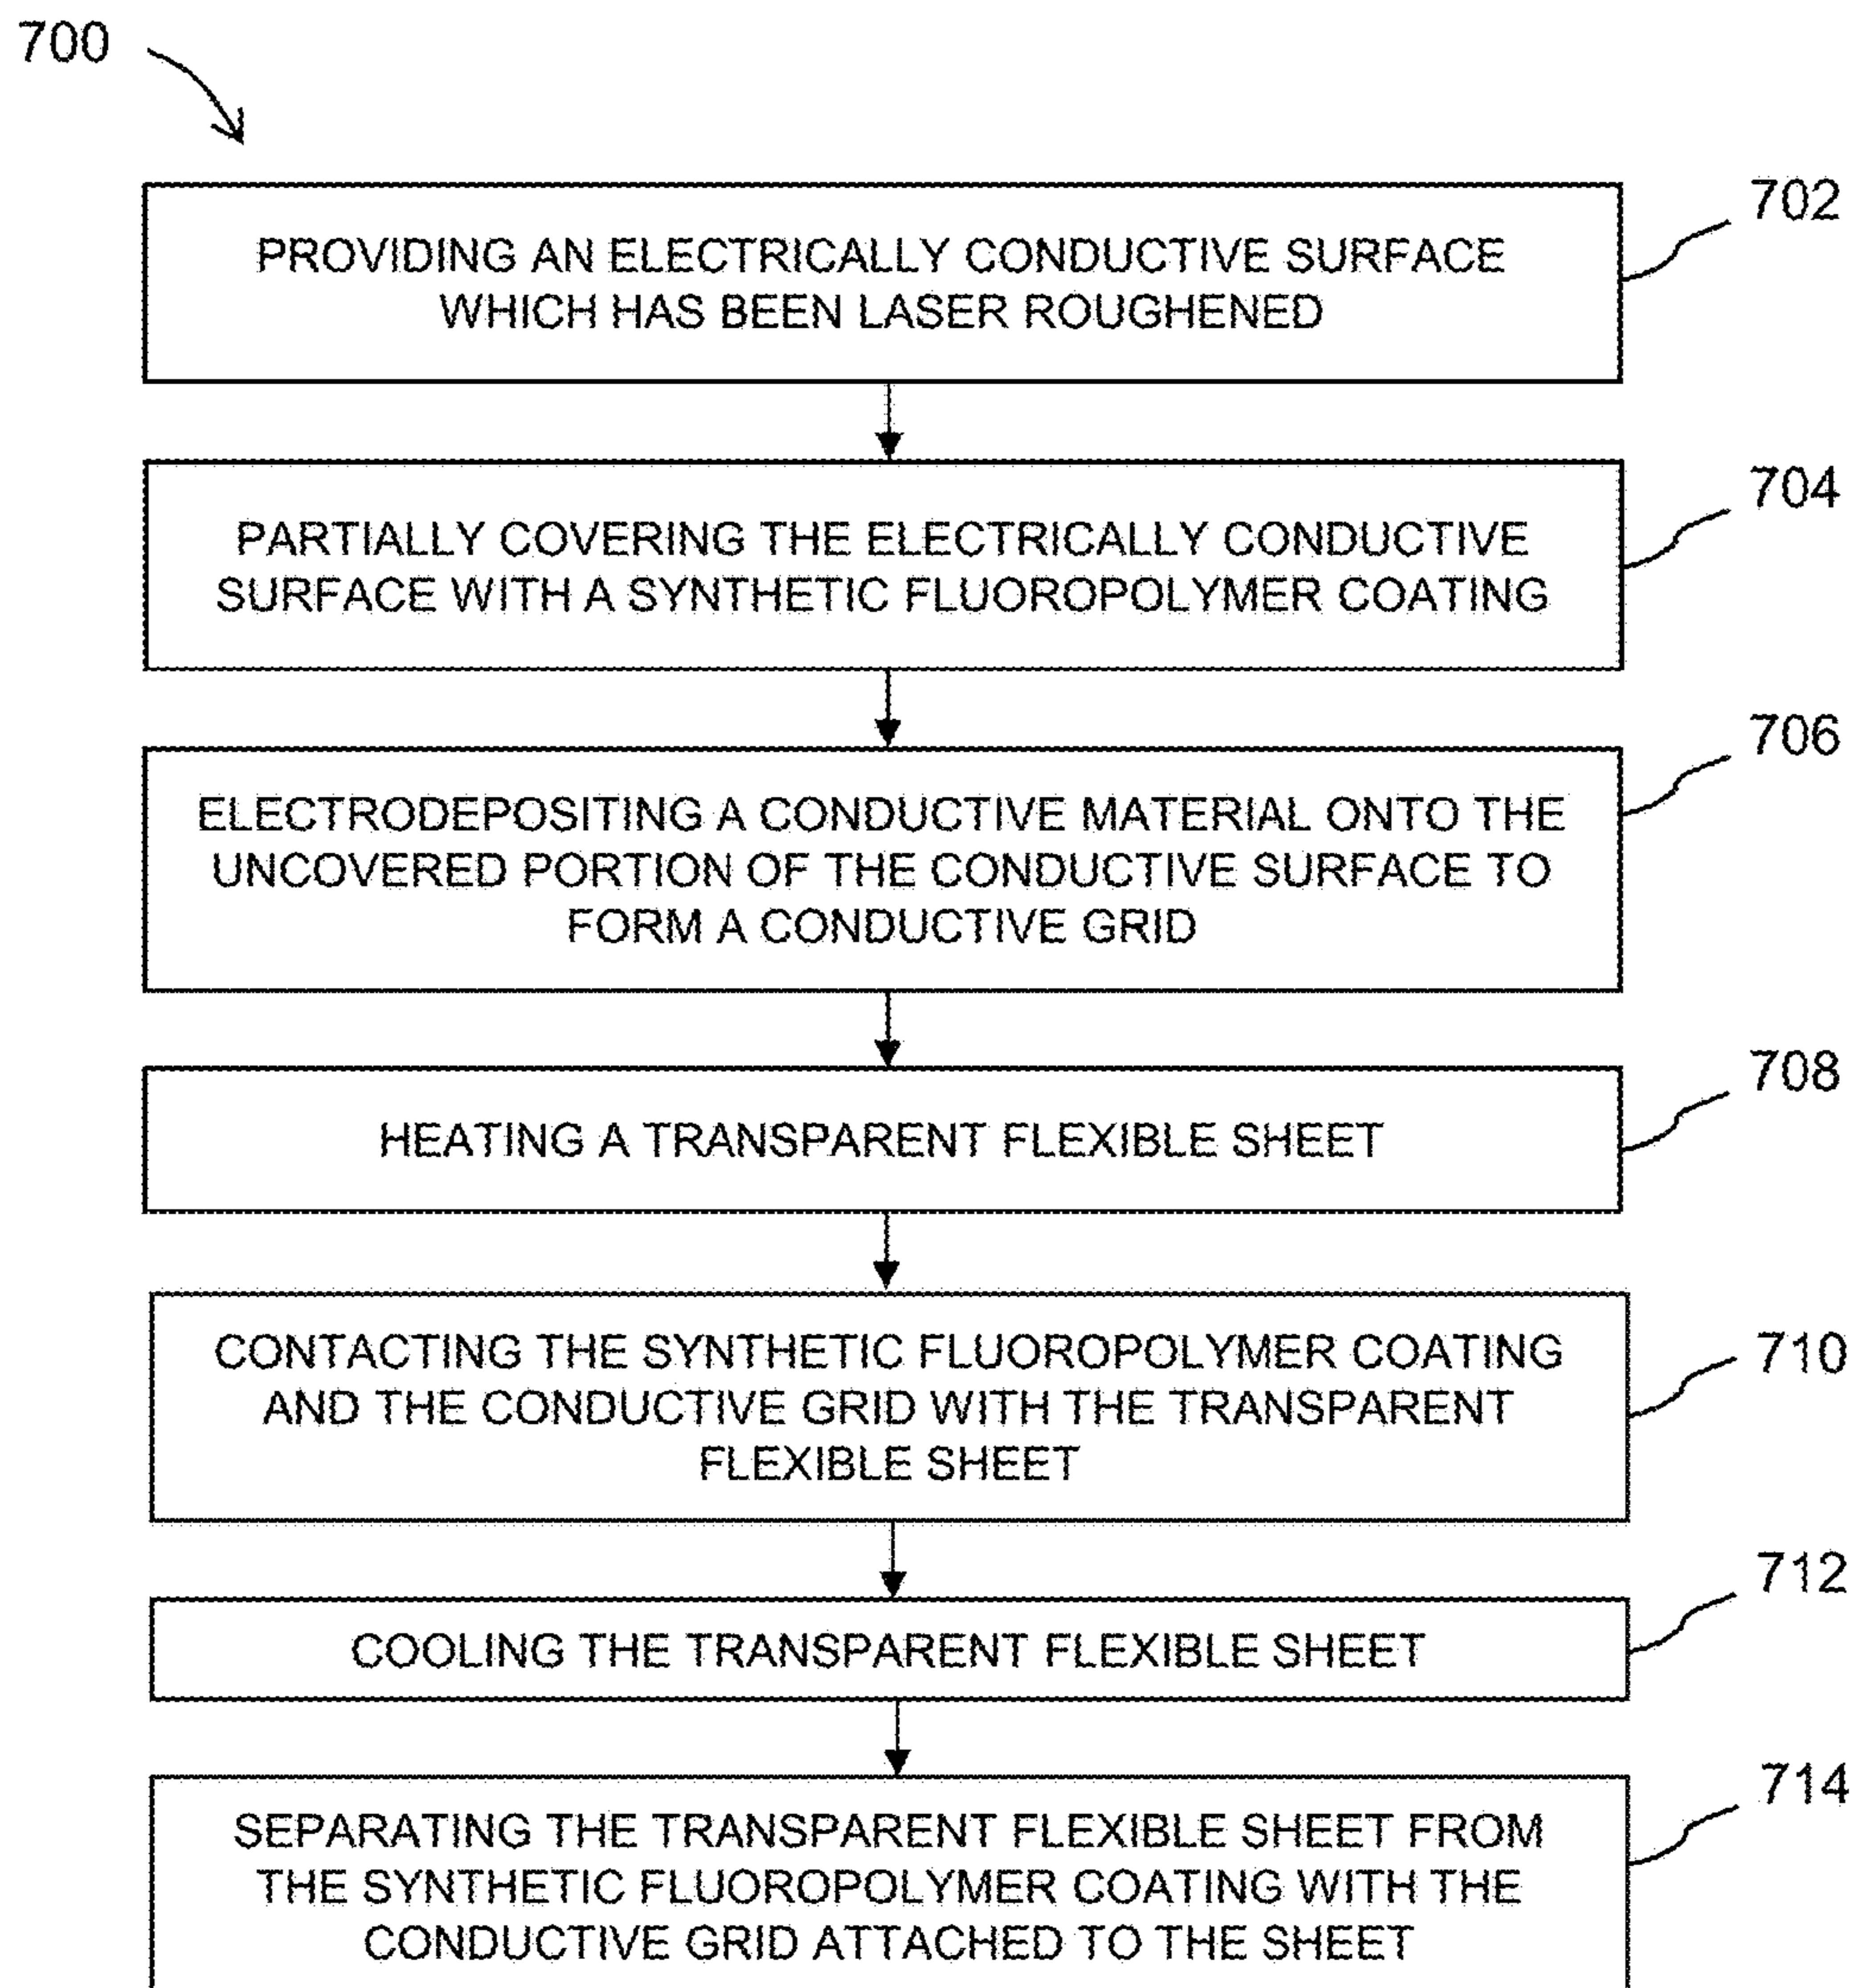 700
702
PROVIDING AN ELECTRICALLY CONDUCTIVE SURFACE
WHICH HAS BEEN LASER ROUGHENED
704
PARTIALLY COVERING THE ELECTRICALLY CONDUCTIVE
SURFACE WITH A SYNTHETIC FLUOROPOLYMER COATING
706
ELECTRODEPOSITING A CONDUCTIVE MATERIAL ONTO THE
UNCOVERED PORTION OF THE CONDUCTIVE SURFACE TO
FORM A CONDUCTIVE GRID
708
HEATING A TRANSPARENT FLEXIBLE SHEET
710
CONTACTING THE SYNTHETIC FLUOROPOLYMER COATING
AND THE CONDUCTIVE GRID WITH THE TRANSPARENT
FLEXIBLE SHEET
712
COOLING THE TRANSPARENT FLEXIBLE SHEET
714
SEPARATING THE TRANSPARENT FLEXIBLE SHEET FROM
THE SYNTHETIC FLUOROPOLYMER COATING WITH THE
CONDUCTIVE GRID ATTACHED TO THE SHEET